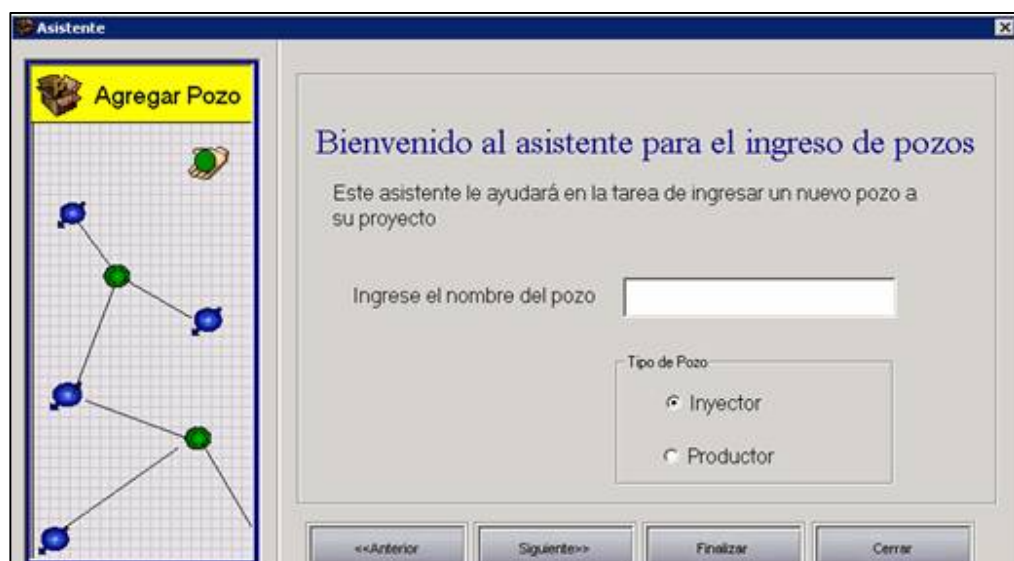 Asistente
Agregar Pozo
Bienvenido al asistente para el ingreso de pozos
Este asistente le ayudará en la tarea de ingresar un nuevo pozo a
su proyecto
Ingrese el nombre del pozo
Tipo de Pozo
Inyector
Productor
<<Anterior
Siguiente>>
Finalizar
Cerrar